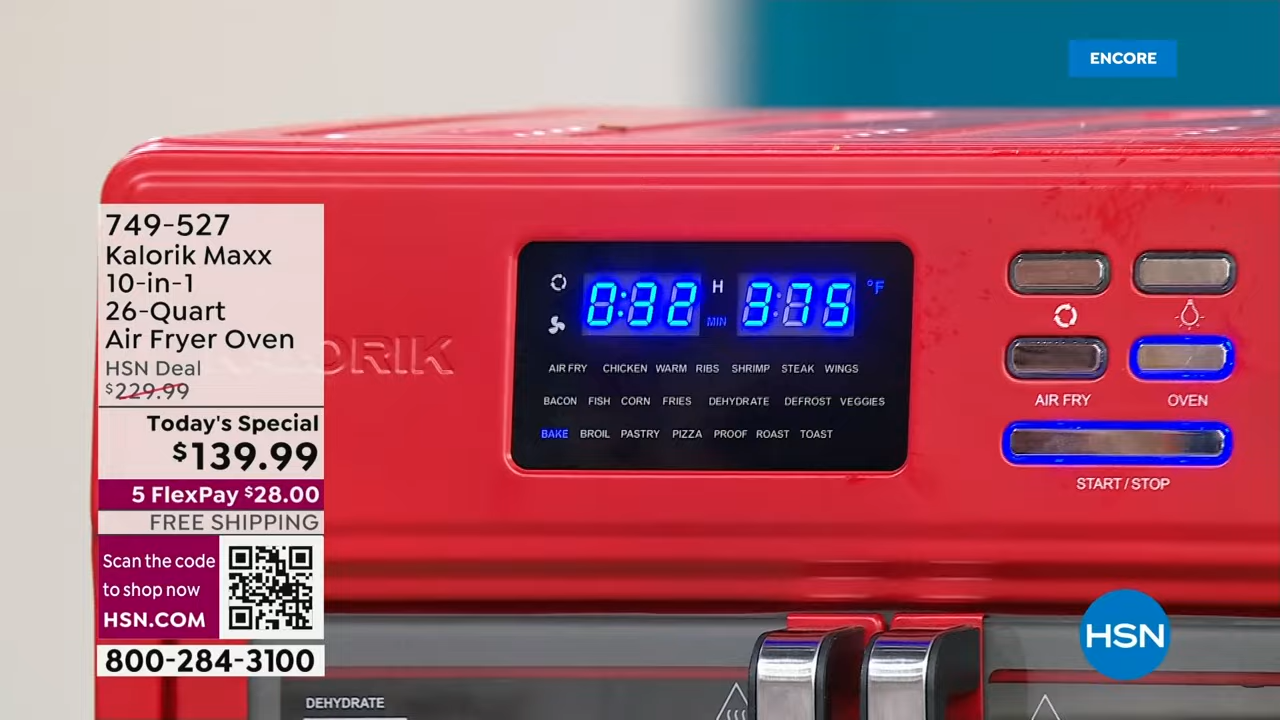 ENCORE
749-527
Kalorik Maxx
10-in-1
26-Quart
Air Fryer Oven
HSN Deal
$229.99
Today's Special
$139.99
5 FlexPay $28.00
FREE SHIPPING
Scan the code
to shop now
HSN.COM
800-284-3100
KALORIK
0:32 H 375 °F
MIN
AIR FRY CHICKEN WARM RIBS SHRIMP STEAK WINGS
BACON FISH CORN FRIES DEHYDRATE DEFROST VEGGIES
BAKE BROIL PASTRY PIZZA PROOF ROAST TOAST
AIR FRY OVEN
START / STOP
DEHYDRATE
HSN